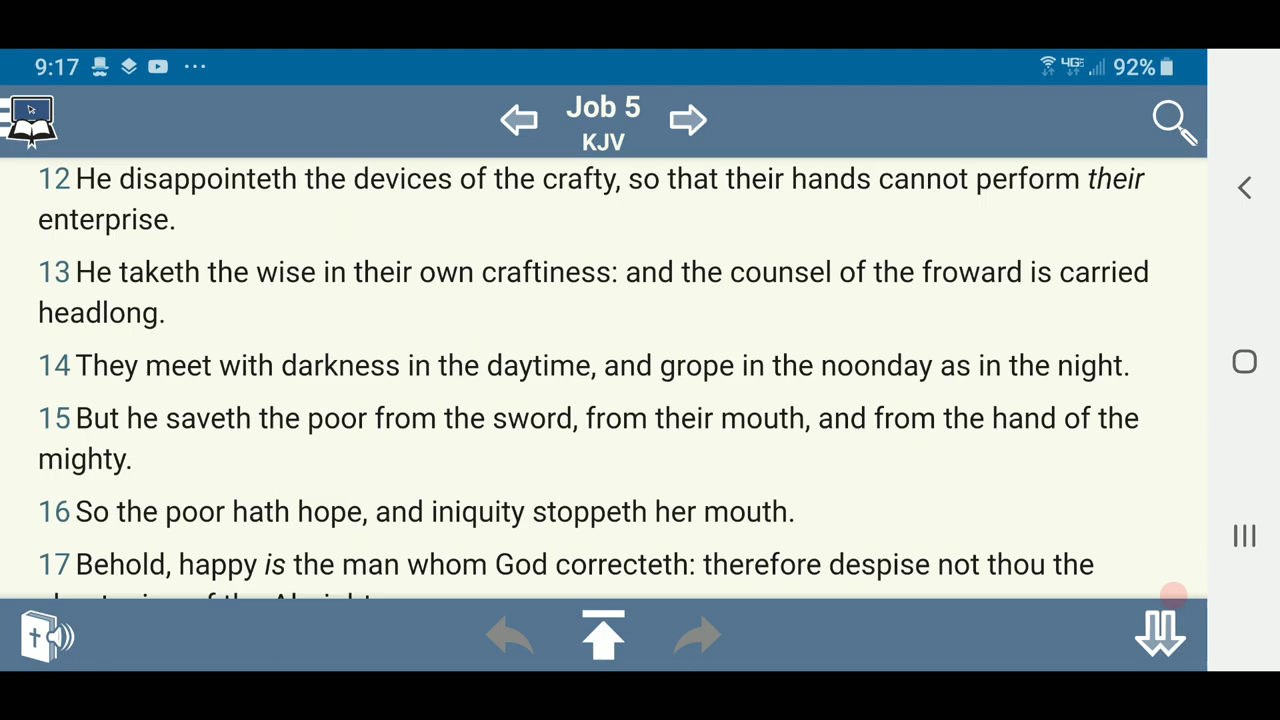 9:17 ... 4GE 92%
Job 5
KJV
12 He disappointeth the devices of the crafty, so that their hands cannot perform their
enterprise.
13 He taketh the wise in their own craftiness: and the counsel of the froward is carried
headlong.
14 They meet with darkness in the daytime, and grope in the noonday as in the night.
15 But he saveth the poor from the sword, from their mouth, and from the hand of the
mighty.
16 So the poor hath hope, and iniquity stoppeth her mouth.
17 Behold, happy is the man whom God correcteth: therefore despise not thou the